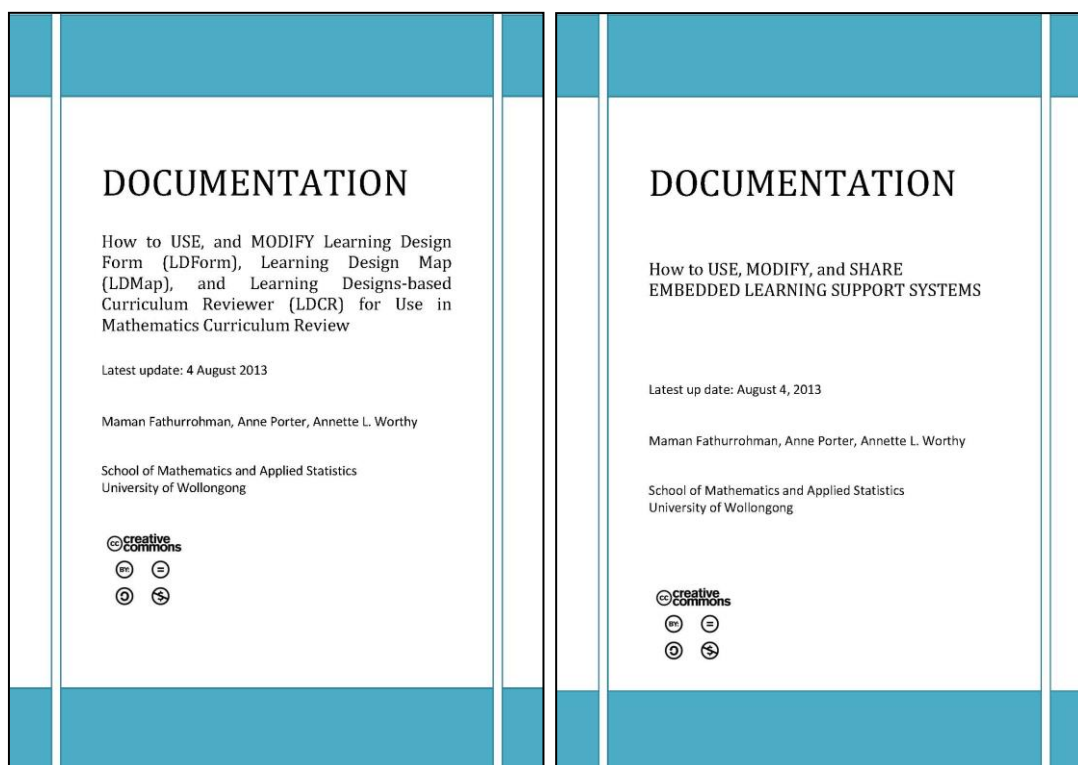 DOCUMENTATION
How to USE, and MODIFY Learning Design
Form (LDForm), Learning Design Map
(LDMap), and Learning Designs-based
Curriculum Reviewer (LDCR) for Use in
Mathematics Curriculum Review
Latest update: 4 August 2013
Maman Fathurrohman, Anne Porter, Annette L. Worthy
School of Mathematics and Applied Statistics
University of Wollongong
cc creative
commons
BY: =
$
DOCUMENTATION
How to USE, MODIFY, and SHARE
EMBEDDED LEARNING SUPPORT SYSTEMS
Latest up date: August 4, 2013
Maman Fathurrohman, Anne Porter, Annette L. Worthy
School of Mathematics and Applied Statistics
University of Wollongong
cc creative
commons
BY: =
$